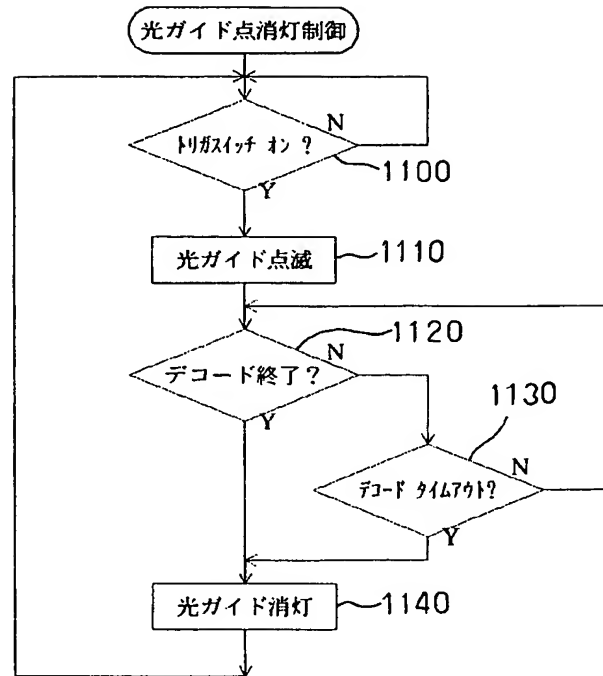 光ガイド点消灯制御
トリガスイッチ オン ?
N
1100
Y
光ガイド点滅
1110
1120
N
デコード終了?
Y
1130
N
デコード タイムアウト?
Y
光ガイド消灯
1140